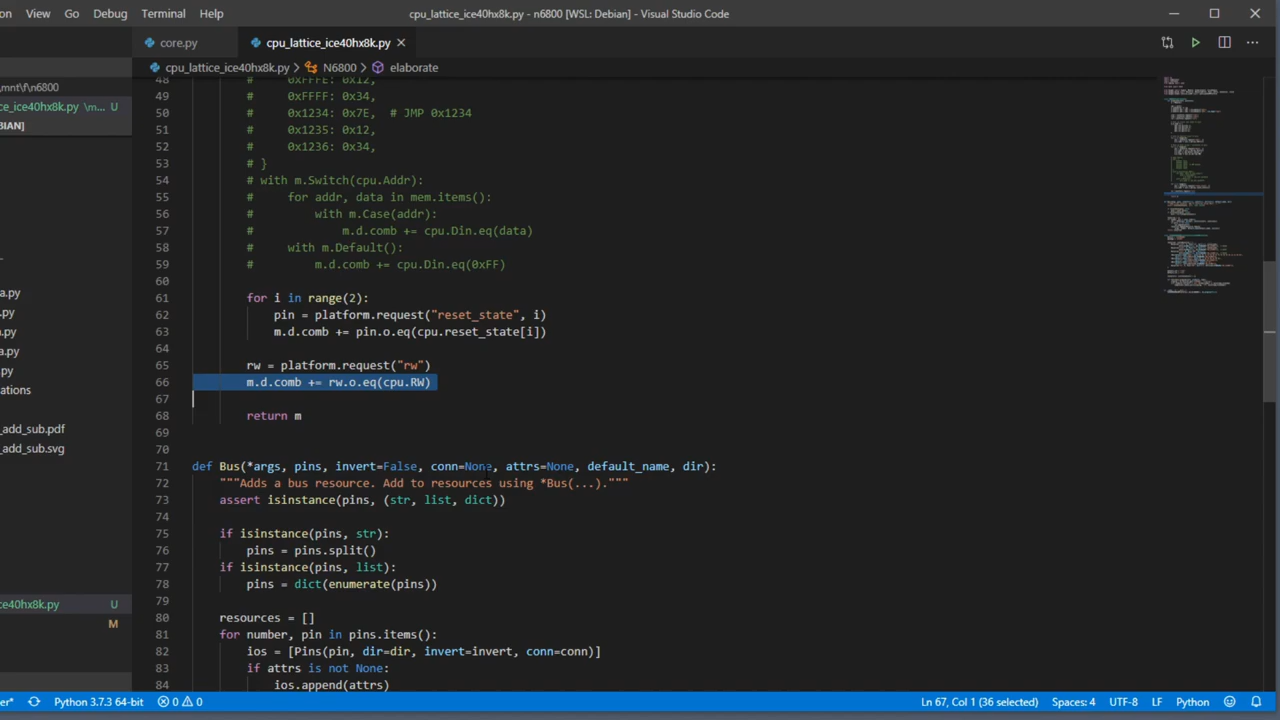 on View Go Debug Terminal Help cpu_lattice_ice40hx8k.py [WSL: Debian] - n6800 - Visual Studio Code
core.py cpu_lattice_ice40hx8k.py
cpu_lattice_ice40hx8k.py > N6800 > elaborate
\mnt\f\n6800
ce_ice40hx8k.py \m... U
BIAN]
a.py
.py
n.py
a.py
.py
ations
_add_sub.pdf
_add_sub.svg
ice40hx8k.py U
M
48 # 0xFFFE: 0x12,
49 # 0xFFFF: 0x34,
50 # 0x1234: 0x7E, # JMP 0x1234
51 # 0x1235: 0x12,
52 # 0x1236: 0x34,
53 # }
54 # with m.Switch(cpu.Addr):
55 # for addr, data in mem.items():
56 # with m.Case(addr):
57 # m.d.comb += cpu.Din.eq(data)
58 # with m.Default():
59 # m.d.comb += cpu.Din.eq(0xFF)
60
61 for i in range(2):
62 pin = platform.request("reset_state", i)
63 m.d.comb += pin.o.eq(cpu.reset_state[i])
64
65 rw = platform.request("rw")
66 m.d.comb += rw.o.eq(cpu.RW)
67
68 return m
69
70
71 def Bus(*args, pins, invert=False, conn=None, attrs=None, default_name, dir):
72 """Adds a bus resource. Add to resources using *Bus(...)."""
73 assert isinstance(pins, (str, list, dict))
74
75 if isinstance(pins, str):
76 pins = pins.split()
77 if isinstance(pins, list):
78 pins = dict(enumerate(pins))
79
80 resources = []
81 for number, pin in pins.items():
82 ios = [Pins(pin, dir=dir, invert=invert, conn=conn)]
83 if attrs is not None:
84 ios.append(attrs)
er* Python 3.7.3 64-bit 0 0 Ln 67, Col 1 (36 selected) Spaces: 4 UTF-8 LF Python